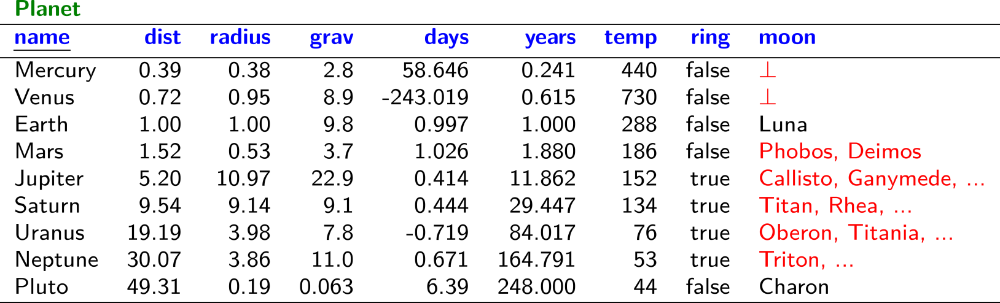 Planet
name dist radius grav days years temp ring moon
Mercury 0.39 0.38 2.8 58.646 0.241 440 false ⊥
Venus 0.72 0.95 8.9 -243.019 0.615 730 false ⊥
Earth 1.00 1.00 9.8 0.997 1.000 288 false Luna
Mars 1.52 0.53 3.7 1.026 1.880 186 false Phobos, Deimos
Jupiter 5.20 10.97 22.9 0.414 11.862 152 true Callisto, Ganymede, ...
Saturn 9.54 9.14 9.1 0.444 29.447 134 true Titan, Rhea, ...
Uranus 19.19 3.98 7.8 -0.719 84.017 76 true Oberon, Titania, ...
Neptune 30.07 3.86 11.0 0.671 164.791 53 true Triton, ...
Pluto 49.31 0.19 0.063 6.39 248.000 44 false Charon